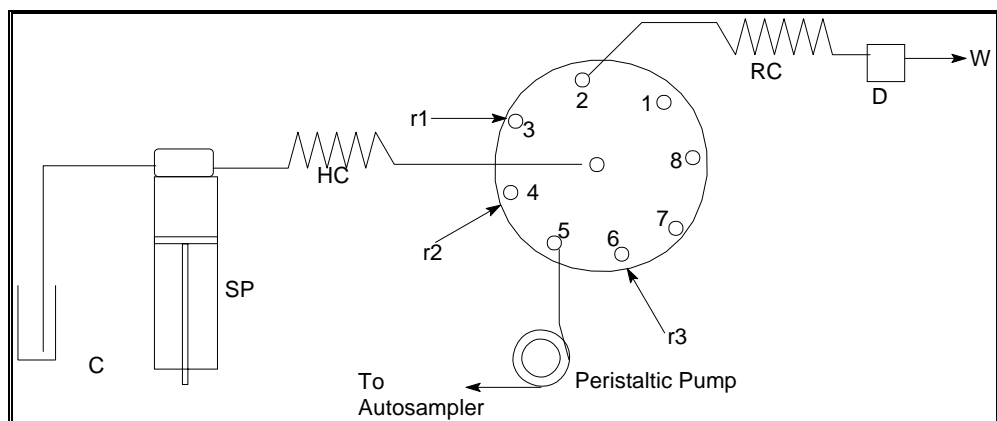 W
RC
D
2
1
r1
3
HC
8
4
r2
5
7
6
SP
r3
C
Peristaltic Pump
To
Autosampler